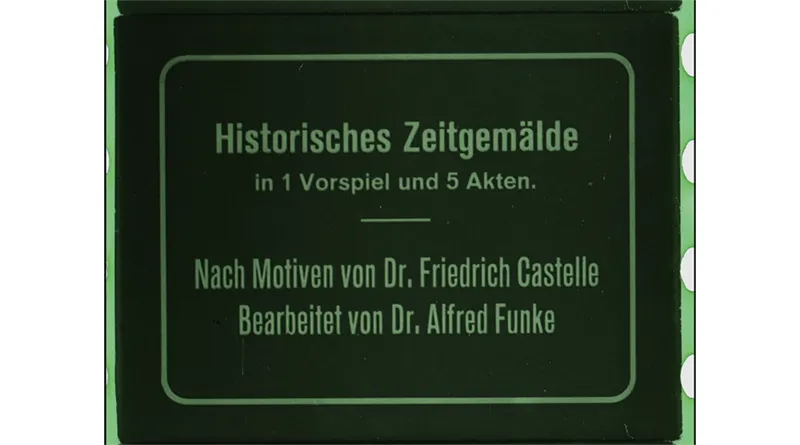 Historisches Zeitgemälde
in 1 Vorspiel und 5 Akten.
Nach Motiven von Dr. Friedrich Castelle
Bearbeitet von Dr. Alfred Funke